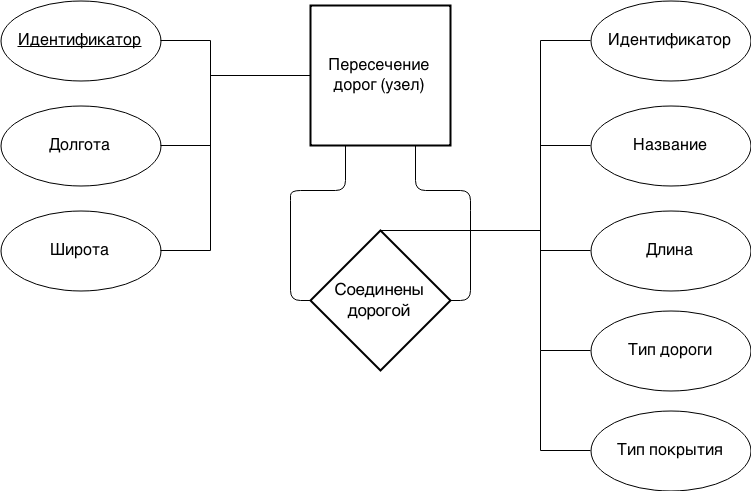 Идентификатор
Долгота
Широта
Пересечение
дорог (узел)
Соединены
дорогой
Идентификатор
Название
Длина
Тип дороги
Тип покрытия